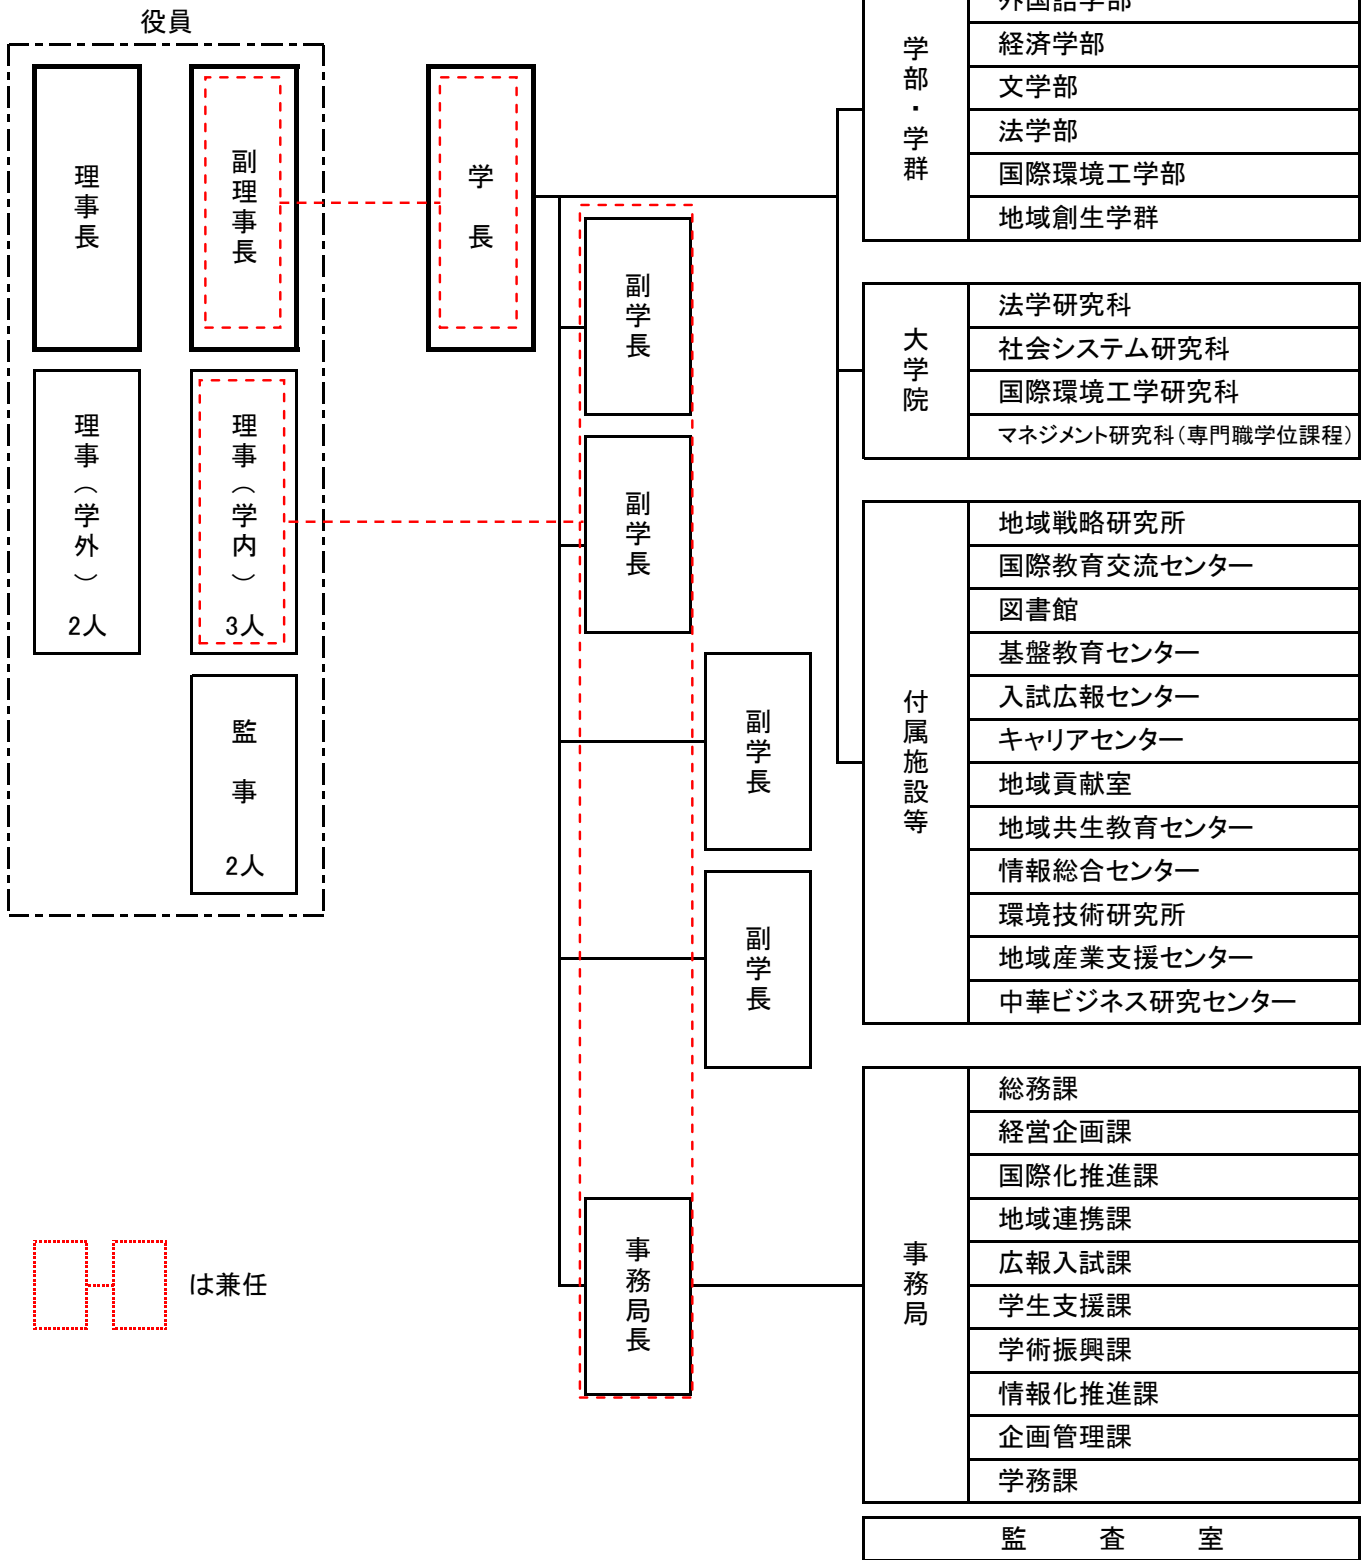 役員
理事長
副理事長
理事（学外）
2人
理事（学内）
3人
監事
2人
学長
副学長
副学長
副学長
副学長
事務局長
は兼任
学部・学群
外国語学部
経済学部
文学部
法学部
国際環境工学部
地域創生学群
大学院
法学研究科
社会システム研究科
国際環境工学研究科
マネジメント研究科（専門職学位課程）
付属施設等
地域戦略研究所
国際教育交流センター
図書館
基盤教育センター
入試広報センター
キャリアセンター
地域貢献室
地域共生教育センター
情報総合センター
環境技術研究所
地域産業支援センター
中華ビジネス研究センター
事務局
総務課
経営企画課
国際化推進課
地域連携課
広報入試課
学生支援課
学術振興課
情報化推進課
企画管理課
学務課
監査室